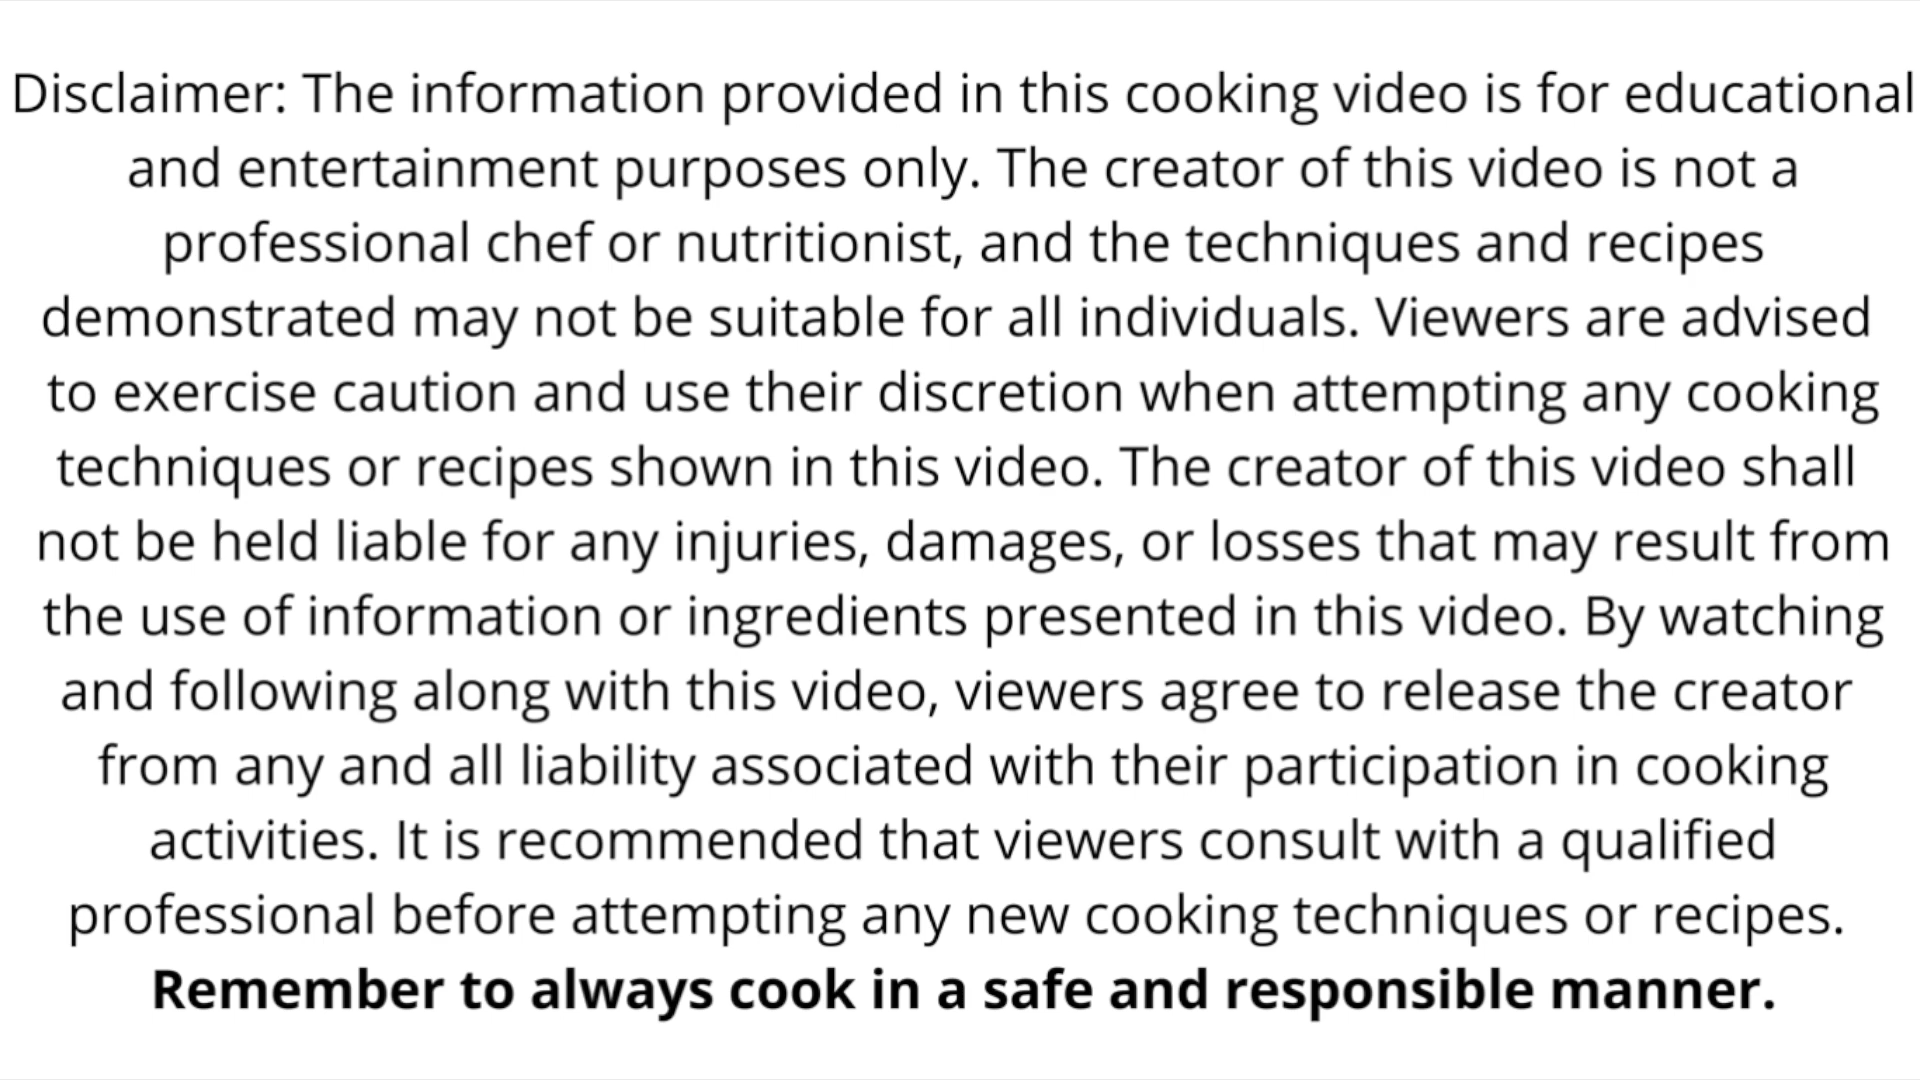 Disclaimer: The information provided in this cooking video is for educational
and entertainment purposes only. The creator of this video is not a
professional chef or nutritionist, and the techniques and recipes
demonstrated may not be suitable for all individuals. Viewers are advised
to exercise caution and use their discretion when attempting any cooking
techniques or recipes shown in this video. The creator of this video shall
not be held liable for any injuries, damages, or losses that may result from
the use of information or ingredients presented in this video. By watching
and following along with this video, viewers agree to release the creator
from any and all liability associated with their participation in cooking
activities. It is recommended that viewers consult with a qualified
professional before attempting any new cooking techniques or recipes.
Remember to always cook in a safe and responsible manner.